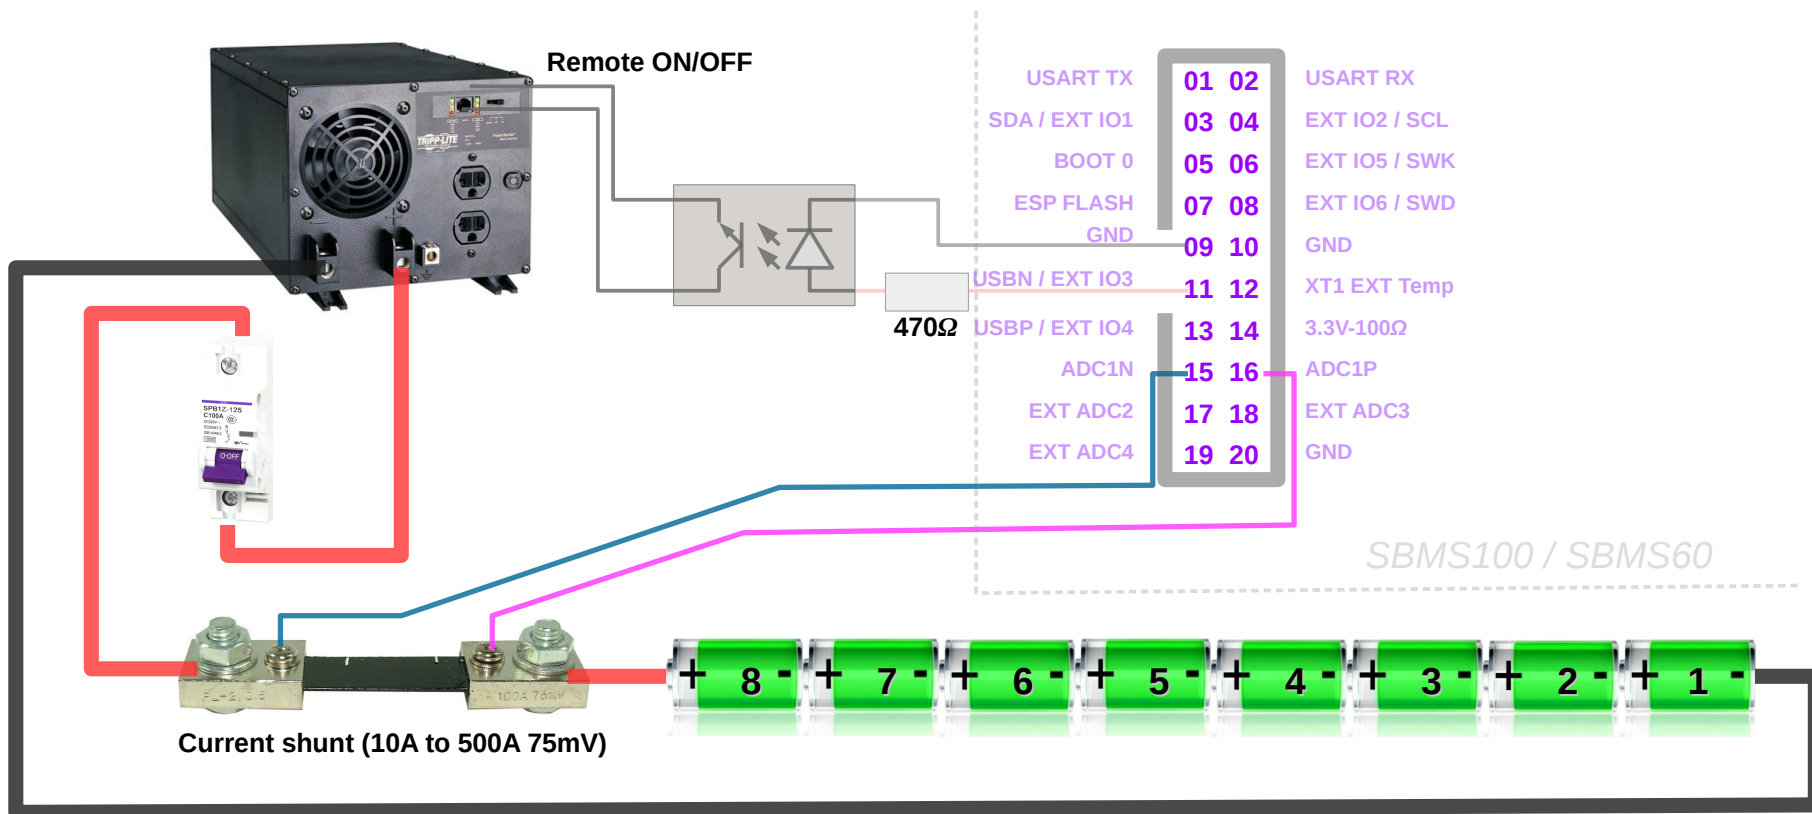 Remote ON/OFF
TRIPP-LITE
USART TX 01 02 USART RX
SDA / EXT IO1 03 04 EXT IO2 / SCL
BOOT 0 05 06 EXT IO5 / SWK
ESP FLASH 07 08 EXT IO6 / SWD
GND 09 10 GND
USBN / EXT IO3 11 12 XT1 EXT Temp
470Ω
USBP / EXT IO4 13 14 3.3V-100Ω
ADC1N 15 16 ADC1P
EXT ADC2 17 18 EXT ADC3
EXT ADC4 19 20 GND
SPB1Z-125
C100A
O·OFF
SBMS100 / SBMS60
100A 75mV
+ 8 - + 7 - + 6 - + 5 - + 4 - + 3 - + 2 - + 1 -
Current shunt (10A to 500A 75mV)